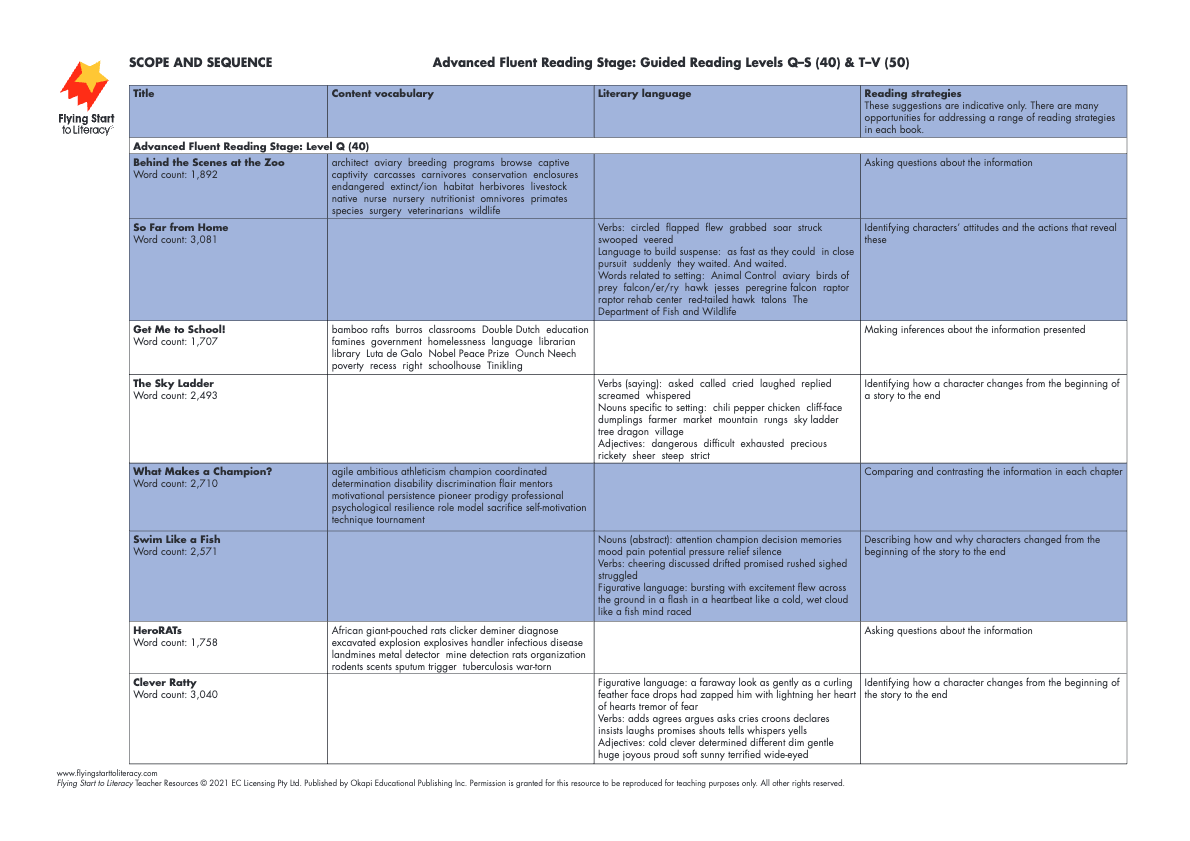 SCOPE AND SEQUENCE
Advanced Fluent Reading Stage: Guided Reading Levels Q–S (40) & T–V (50)
Flying Start
to Literacy
Title
Content vocabulary
Literary language
Reading strategies
These suggestions are indicative only. There are many
opportunities for addressing a range of reading strategies
in each book.
Advanced Fluent Reading Stage: Level Q (40)
Behind the Scenes at the Zoo
Word count: 1,892
architect aviary breeding programs browse captive
captivity carcasses carnivores conservation enclosures
endangered extinct/ion habitat herbivores livestock
native nurse nursery nutritionist omnivores primates
species surgery veterinarians wildlife
Asking questions about the information
So Far from Home
Word count: 3,081
Verbs: circled flapped flew grabbed soar struck
swooped veered
Language to build suspense: as fast as they could in close
pursuit suddenly they waited. And waited.
Words related to setting: Animal Control aviary birds of
prey falcon/er/ry hawk jesses peregrine falcon raptor
raptor rehab center red-tailed hawk talons The
Department of Fish and Wildlife
Identifying characters' attitudes and the actions that reveal
these
Get Me to School!
Word count: 1,707
bamboo rafts burros classrooms Double Dutch education
famines government homelessness language librarian
library Luta de Galo Nobel Peace Prize Ounch Neech
poverty recess right schoolhouse Tinikling
Making inferences about the information presented
The Sky Ladder
Word count: 2,493
Verbs (saying): asked called cried laughed replied
screamed whispered
Nouns specific to setting: chili pepper chicken cliff-face
dumplings farmer market mountain rungs sky ladder
tree dragon village
Adjectives: dangerous difficult exhausted precious
rickety sheer steep strict
Identifying how a character changes from the beginning of
a story to the end
What Makes a Champion?
Word count: 2,710
agile ambitious athleticism champion coordinated
determination disability discrimination flair mentors
motivational persistence pioneer prodigy professional
psychological resilience role model sacrifice self-motivation
technique tournament
Comparing and contrasting the information in each chapter
Swim Like a Fish
Word count: 2,571
Nouns (abstract): attention champion decision memories
mood pain potential pressure relief silence
Verbs: cheering discussed drifted promised rushed sighed
struggled
Figurative language: bursting with excitement flew across
the ground in a flash in a heartbeat like a cold, wet cloud
like a fish mind raced
Describing how and why characters changed from the
beginning of the story to the end
HeroRATs
Word count: 1,758
African giant-pouched rats clicker deminer diagnose
excavated explosion explosives handler infectious disease
landmines metal detector mine detection rats organization
rodents scents sputum trigger tuberculosis war-torn
Asking questions about the information
Clever Ratty
Word count: 3,040
Figurative language: a faraway look as gently as a curling
feather face drops had zapped him with lightning her heart
of hearts tremor of fear
Verbs: adds agrees argues asks cries croons declares
insists laughs promises shouts tells whispers yells
Adjectives: cold clever determined different dim gentle
huge joyous proud soft sunny terrified wide-eyed
Identifying how a character changes from the beginning of
the story to the end
www.flyingstarttoliteracy.com
Flying Start to Literacy Teacher Resources © 2021 EC Licensing Pty Ltd. Published by Okapi Educational Publishing Inc. Permission is granted for this resource to be reproduced for teaching purposes only. All other rights reserved.